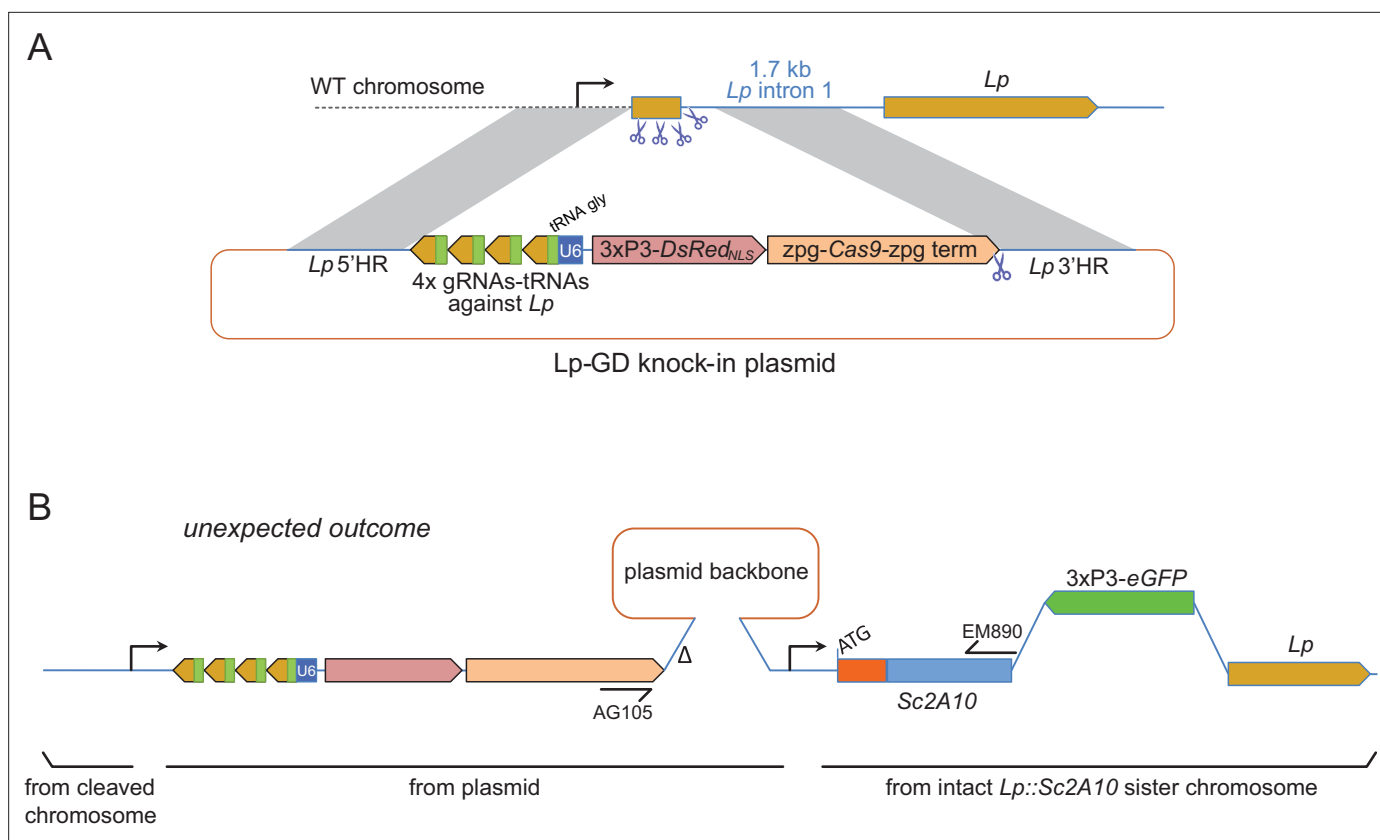 A
WT chromosome
1.7 kb
Lp intron 1
Lp
tRNA gly
U6
3xP3-DsRedNLS
zpg-Cas9-zpg term
Lp 5'HR
4x gRNAs-tRNAs
against Lp
Lp 3'HR
Lp-GD knock-in plasmid
B
unexpected outcome
plasmid backbone
3xP3-eGFP
ATG
EM890
Lp
Δ
U6
AG105
Sc2A10
from cleaved
chromosome
from plasmid
from intact Lp::Sc2A10 sister chromosome